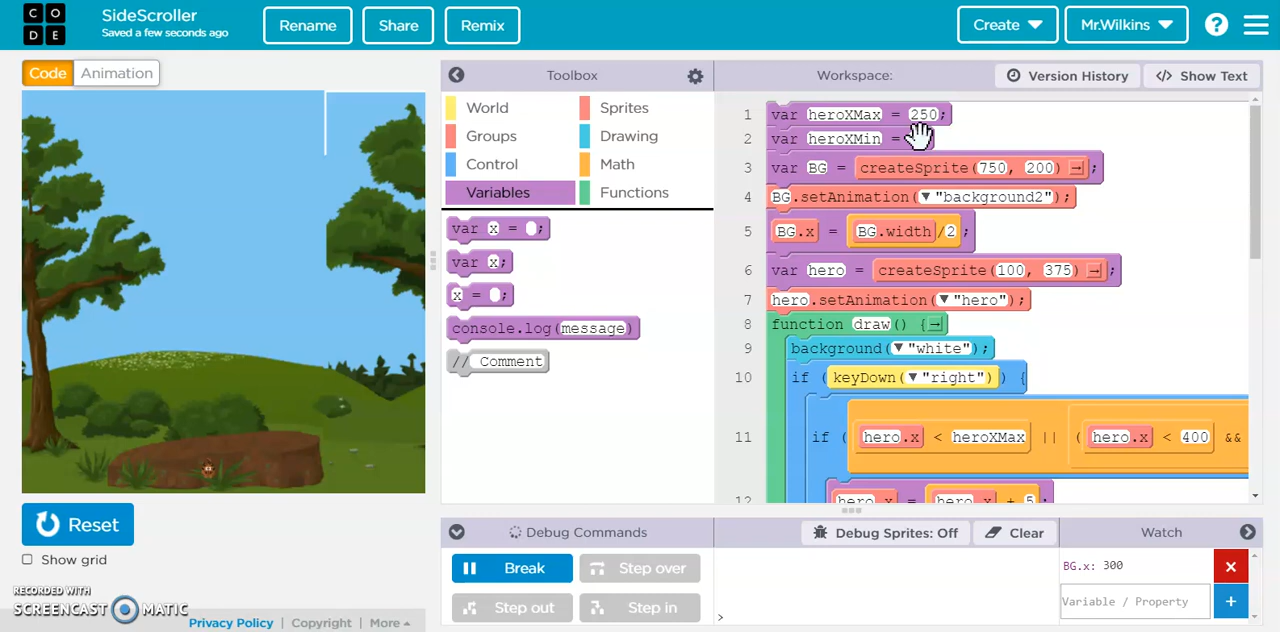 C O
D E
SideScroller
Saved a few seconds ago
Rename
Share
Remix
Create
Mr.Wilkins
?
Code
Animation
Toolbox
Workspace:
Version History
</> Show Text
World
Sprites
Groups
Drawing
Control
Math
Variables
Functions
var x = ;
var x;
x = ;
console.log(message)
// Comment
1 var heroXMax = 250;
2 var heroXMin =
3 var BG = createSprite(750, 200) ;
4 BG.setAnimation( "background2");
5 BG.x = BG.width /2 ;
6 var hero = createSprite(100, 375) ;
7 hero.setAnimation( "hero");
8 function draw() {
9 background( "white");
10 if ( keyDown( "right") ) {
11 if ( hero.x < heroXMax || ( hero.x < 400 &&
12 hero.x = hero.x + 5 ;
Reset
Show grid
RECORDED WITH
SCREENCAST MATIC
Privacy Policy | Copyright | More
Debug Commands
Debug Sprites: Off
Clear
Watch
Break
Step over
Step out
Step in
BG.x: 300
Variable / Property
>